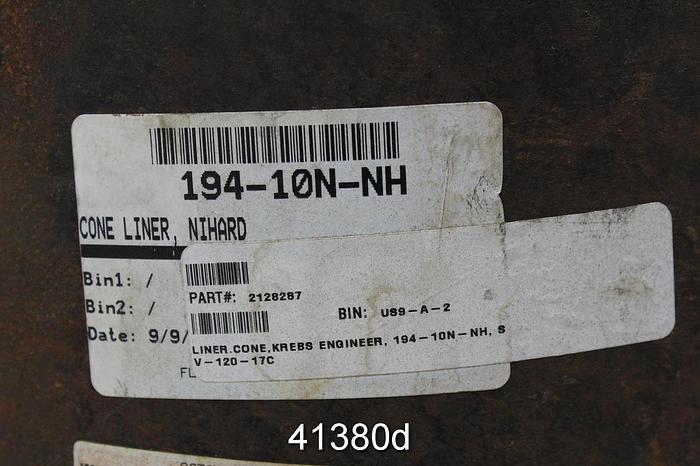 194-10N-NH
CONE LINER, NIHARD
Bin1: /
Bin2: /
Date: 9/9/
FL
PART#: 2128287
BIN: US9-A-2
LINER.CONE,KREBS ENGINEER, 194-10N-NH, S
V-120-17C
41380d